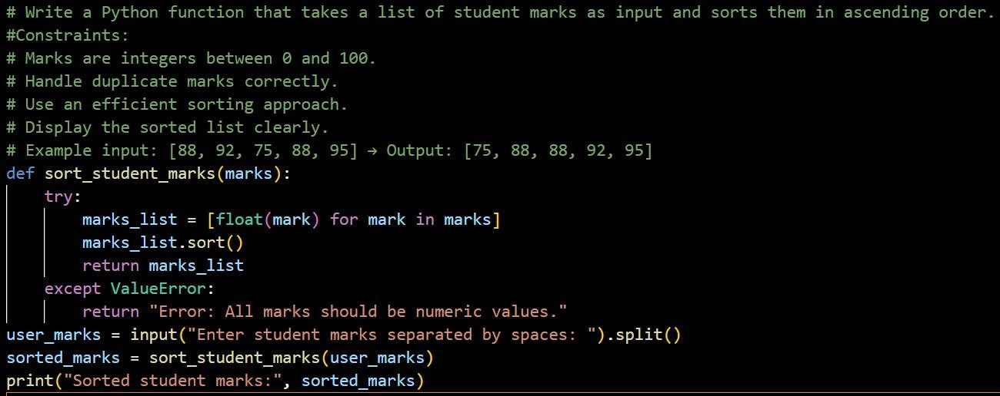 # Write a Python function that takes a list of student marks as input and sorts them in ascending order.
#Constraints:
# Marks are integers between 0 and 100.
# Handle duplicate marks correctly.
# Use an efficient sorting approach.
# Display the sorted list clearly.
# Example input: [88, 92, 75, 88, 95] → Output: [75, 88, 88, 92, 95]
def sort_student_marks(marks):
    try:
        marks_list = [float(mark) for mark in marks]
        marks_list.sort()
        return marks_list
    except ValueError:
        return "Error: All marks should be numeric values."
user_marks = input("Enter student marks separated by spaces: ").split()
sorted_marks = sort_student_marks(user_marks)
print("Sorted student marks:", sorted_marks)